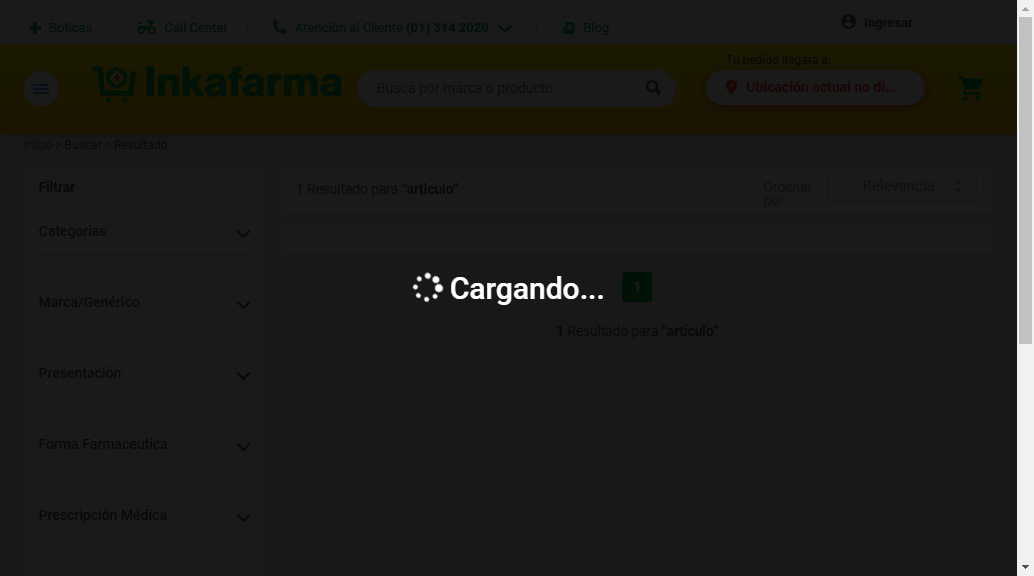 Boticas
Call Center
Atención al Cliente (01) 314 2020
Blog
Ingresar
Inkafarma
Busca por marca o producto
Tu pedido llegará a:
Ubicación actual no di...
Inicio > Buscar > Resultado
Filtrar
Categorias
Marca/Genérico
Presentación
Forma Farmaceutica
Prescripción Médica
1 Resultado para "articulo"
Ordenar por
Relevancia
Cargando...
1
1 Resultado para "articulo"